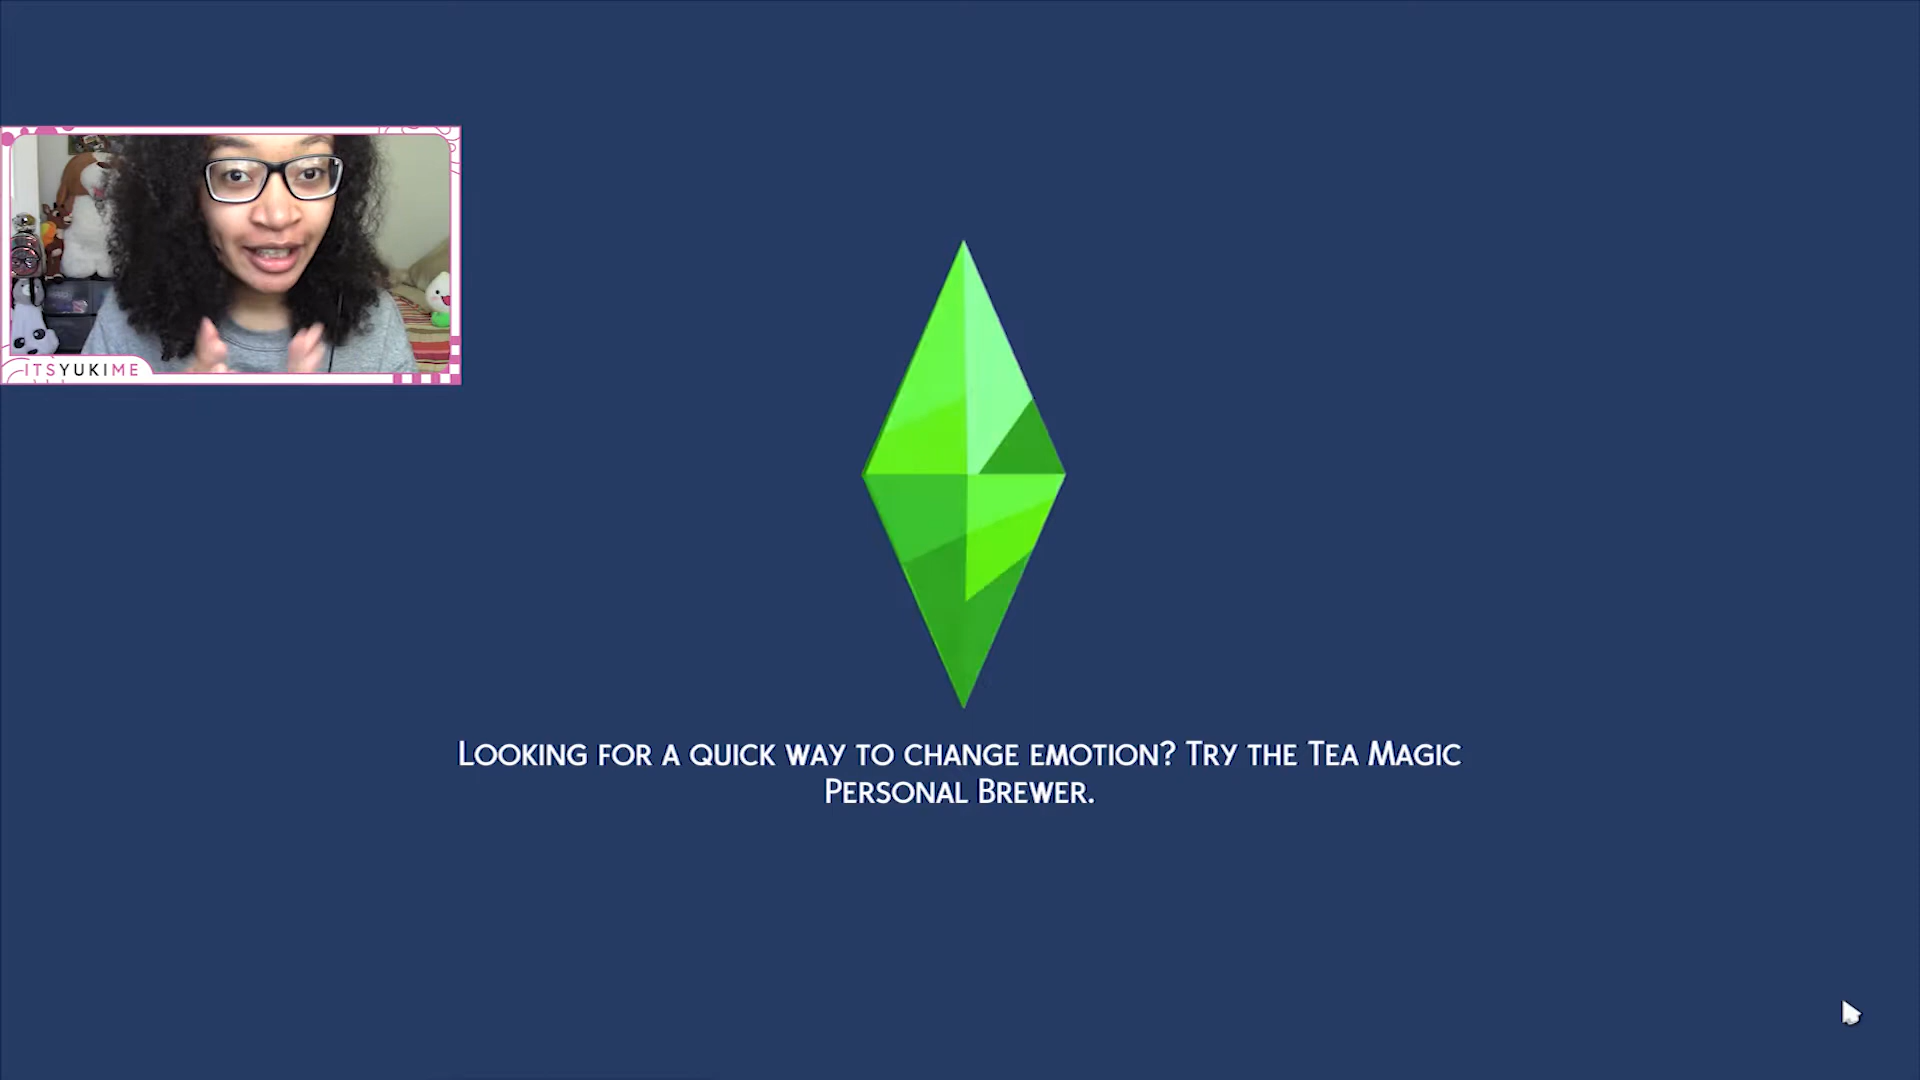 ITSYUKIME
LOOKING FOR A QUICK WAY TO CHANGE EMOTION? TRY THE TEA MAGIC
PERSONAL BREWER.